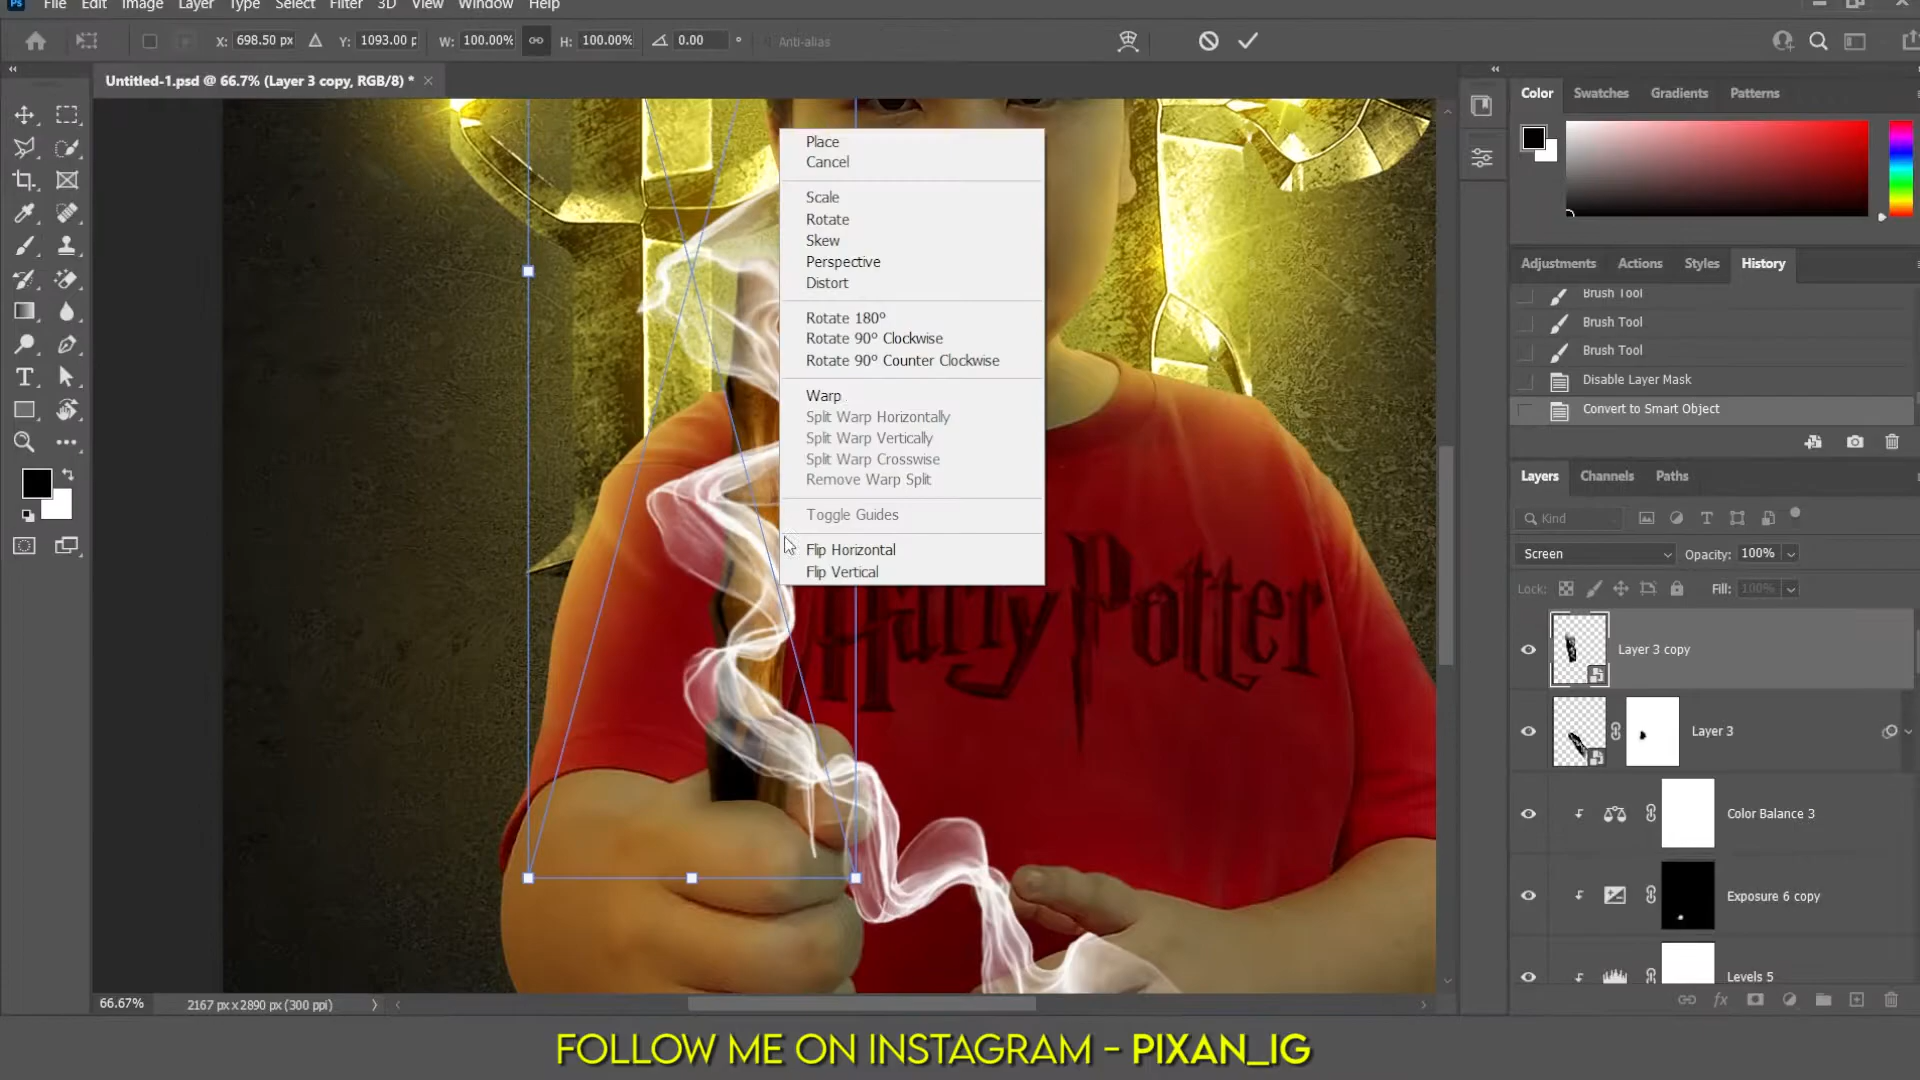 Ps File Edit Image Layer Type Select Filter 3D View Window Help
X: 698.50 px Y: 1093.00 p W: 100.00% H: 100.00% 0.00 ° Anti-alias
Untitled-1.psd @ 66.7% (Layer 3 copy, RGB/8) *
Place
Cancel
Scale
Rotate
Skew
Perspective
Distort
Rotate 180°
Rotate 90° Clockwise
Rotate 90° Counter Clockwise
Warp
Split Warp Horizontally
Split Warp Vertically
Split Warp Crosswise
Remove Warp Split
Toggle Guides
Flip Horizontal
Flip Vertical
Harry Potter
Color Swatches Gradients Patterns
Adjustments Actions Styles History
Brush Tool
Brush Tool
Brush Tool
Disable Layer Mask
Convert to Smart Object
Layers Channels Paths
Kind
Screen Opacity: 100%
Lock: Fill: 100%
Layer 3 copy
Layer 3
Color Balance 3
Exposure 6 copy
Levels 5
fx
66.67% 2167 px x 2890 px (300 ppi)
FOLLOW ME ON INSTAGRAM - PIXAN_IG